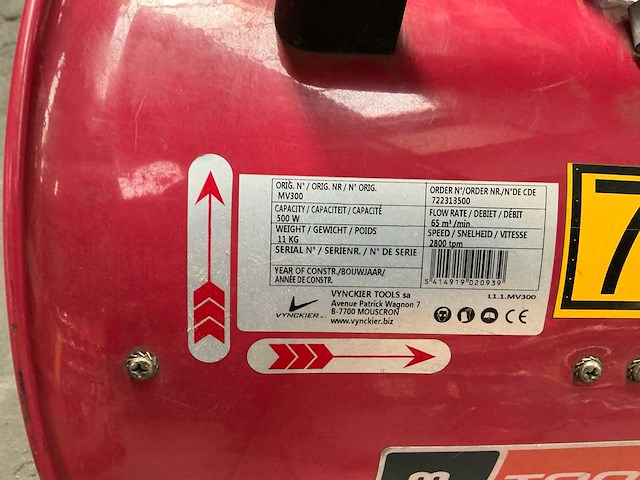 ORIG. N° / ORIG. NR / N° ORIG.
MV300
ORDER N°/ORDER NR./N°DE CDE
722313500
CAPACITY / CAPACITEIT / CAPACITÉ
500 W
FLOW RATE / DEBIET / DÉBIT
65 m³ /min
WEIGHT / GEWICHT / POIDS
11 KG
SPEED / SNELHEID / VITESSE
2800 tpm
SERIAL N° / SERIENR. / N° DE SERIE
YEAR OF CONSTR./BOUWJAAR/
ANNÉE DE CONSTR.
5 414919 020939
L1.1.MV300
VYNCKIER
VYNCKIER TOOLS sa
Avenue Patrick Wagnon 7
B-7700 MOUSCRON
www.vynckier.biz
CE
7